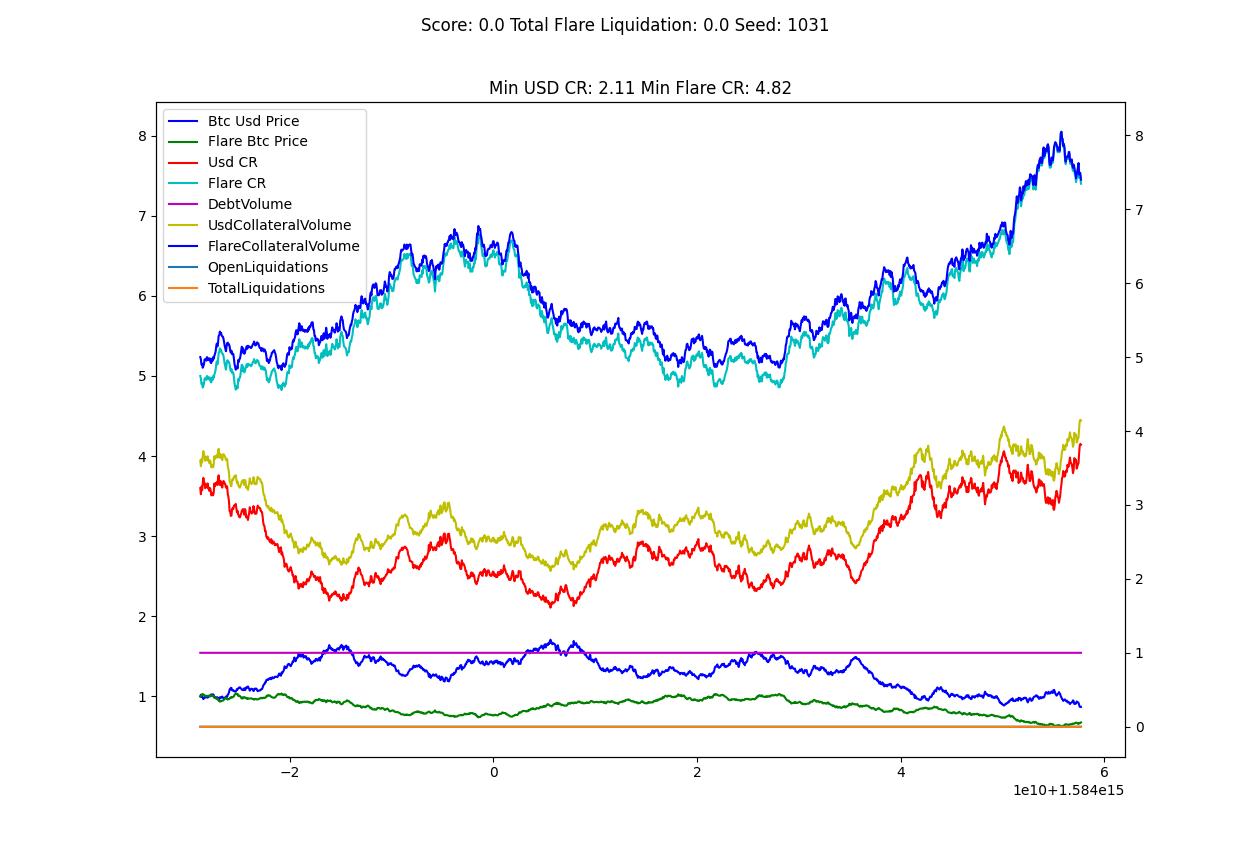 Score: 0.0 Total Flare Liquidation: 0.0 Seed: 1031
Min USD CR: 2.11 Min Flare CR: 4.82
Btc Usd Price
Flare Btc Price
Usd CR
Flare CR
DebtVolume
UsdCollateralVolume
FlareCollateralVolume
OpenLiquidations
TotalLiquidations
8
7
6
5
4
3
2
1
8
7
6
5
4
3
2
1
0
−2
0
2
4
6
1e10+1.584e15